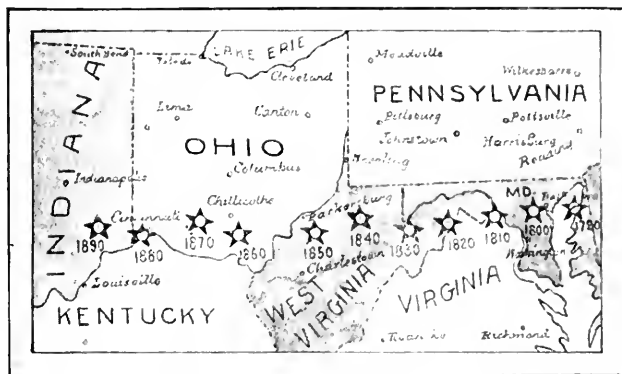 South Bend
Toledo
LAKE ERIE
Cleveland
Meadville
Wilkesbarre
INDIANA
Lima
Canton
PENNSYLVANIA
Pittsburg
Pottsville
OHIO
Johnstown
Harrisburg
Reading
Columbus
Indianapolis
Chillicothe
MD.
Cincinnati
Parkersburg
1890
1880
1870
1860
1850
1840
1830
1820
1810
1800
1790
Washington
Charlestown
Louisville
WEST
VIRGINIA
VIRGINIA
KENTUCKY
Richmond